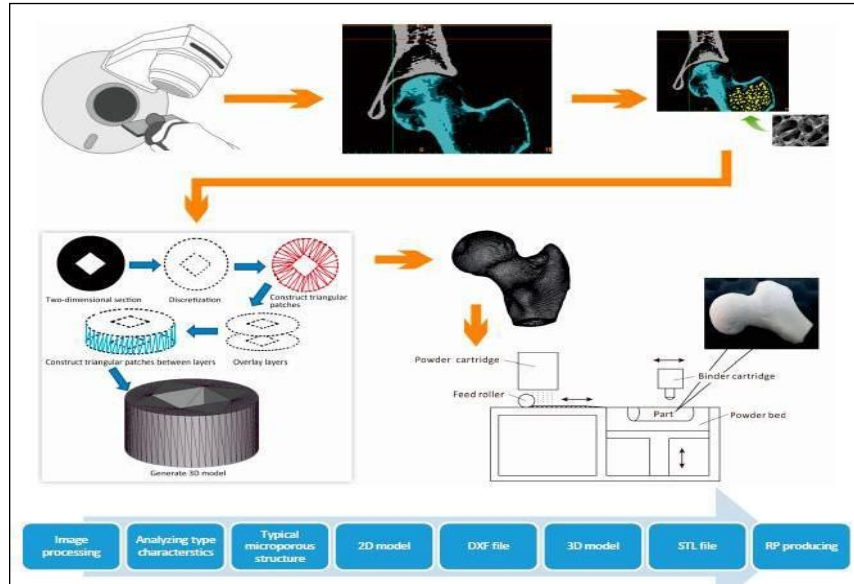 Two-dimensional section
Discretization
Construct triangular
patches
Construct triangular patches between layers
Overlay layers
Generate 3D model
Powder cartridge
Feed roller
Binder cartridge
Part
Powder bed
Image
processing
Analyzing type
characterstics
Typical
microporous
structure
2D model
DXF file
3D model
STL file
RP producing